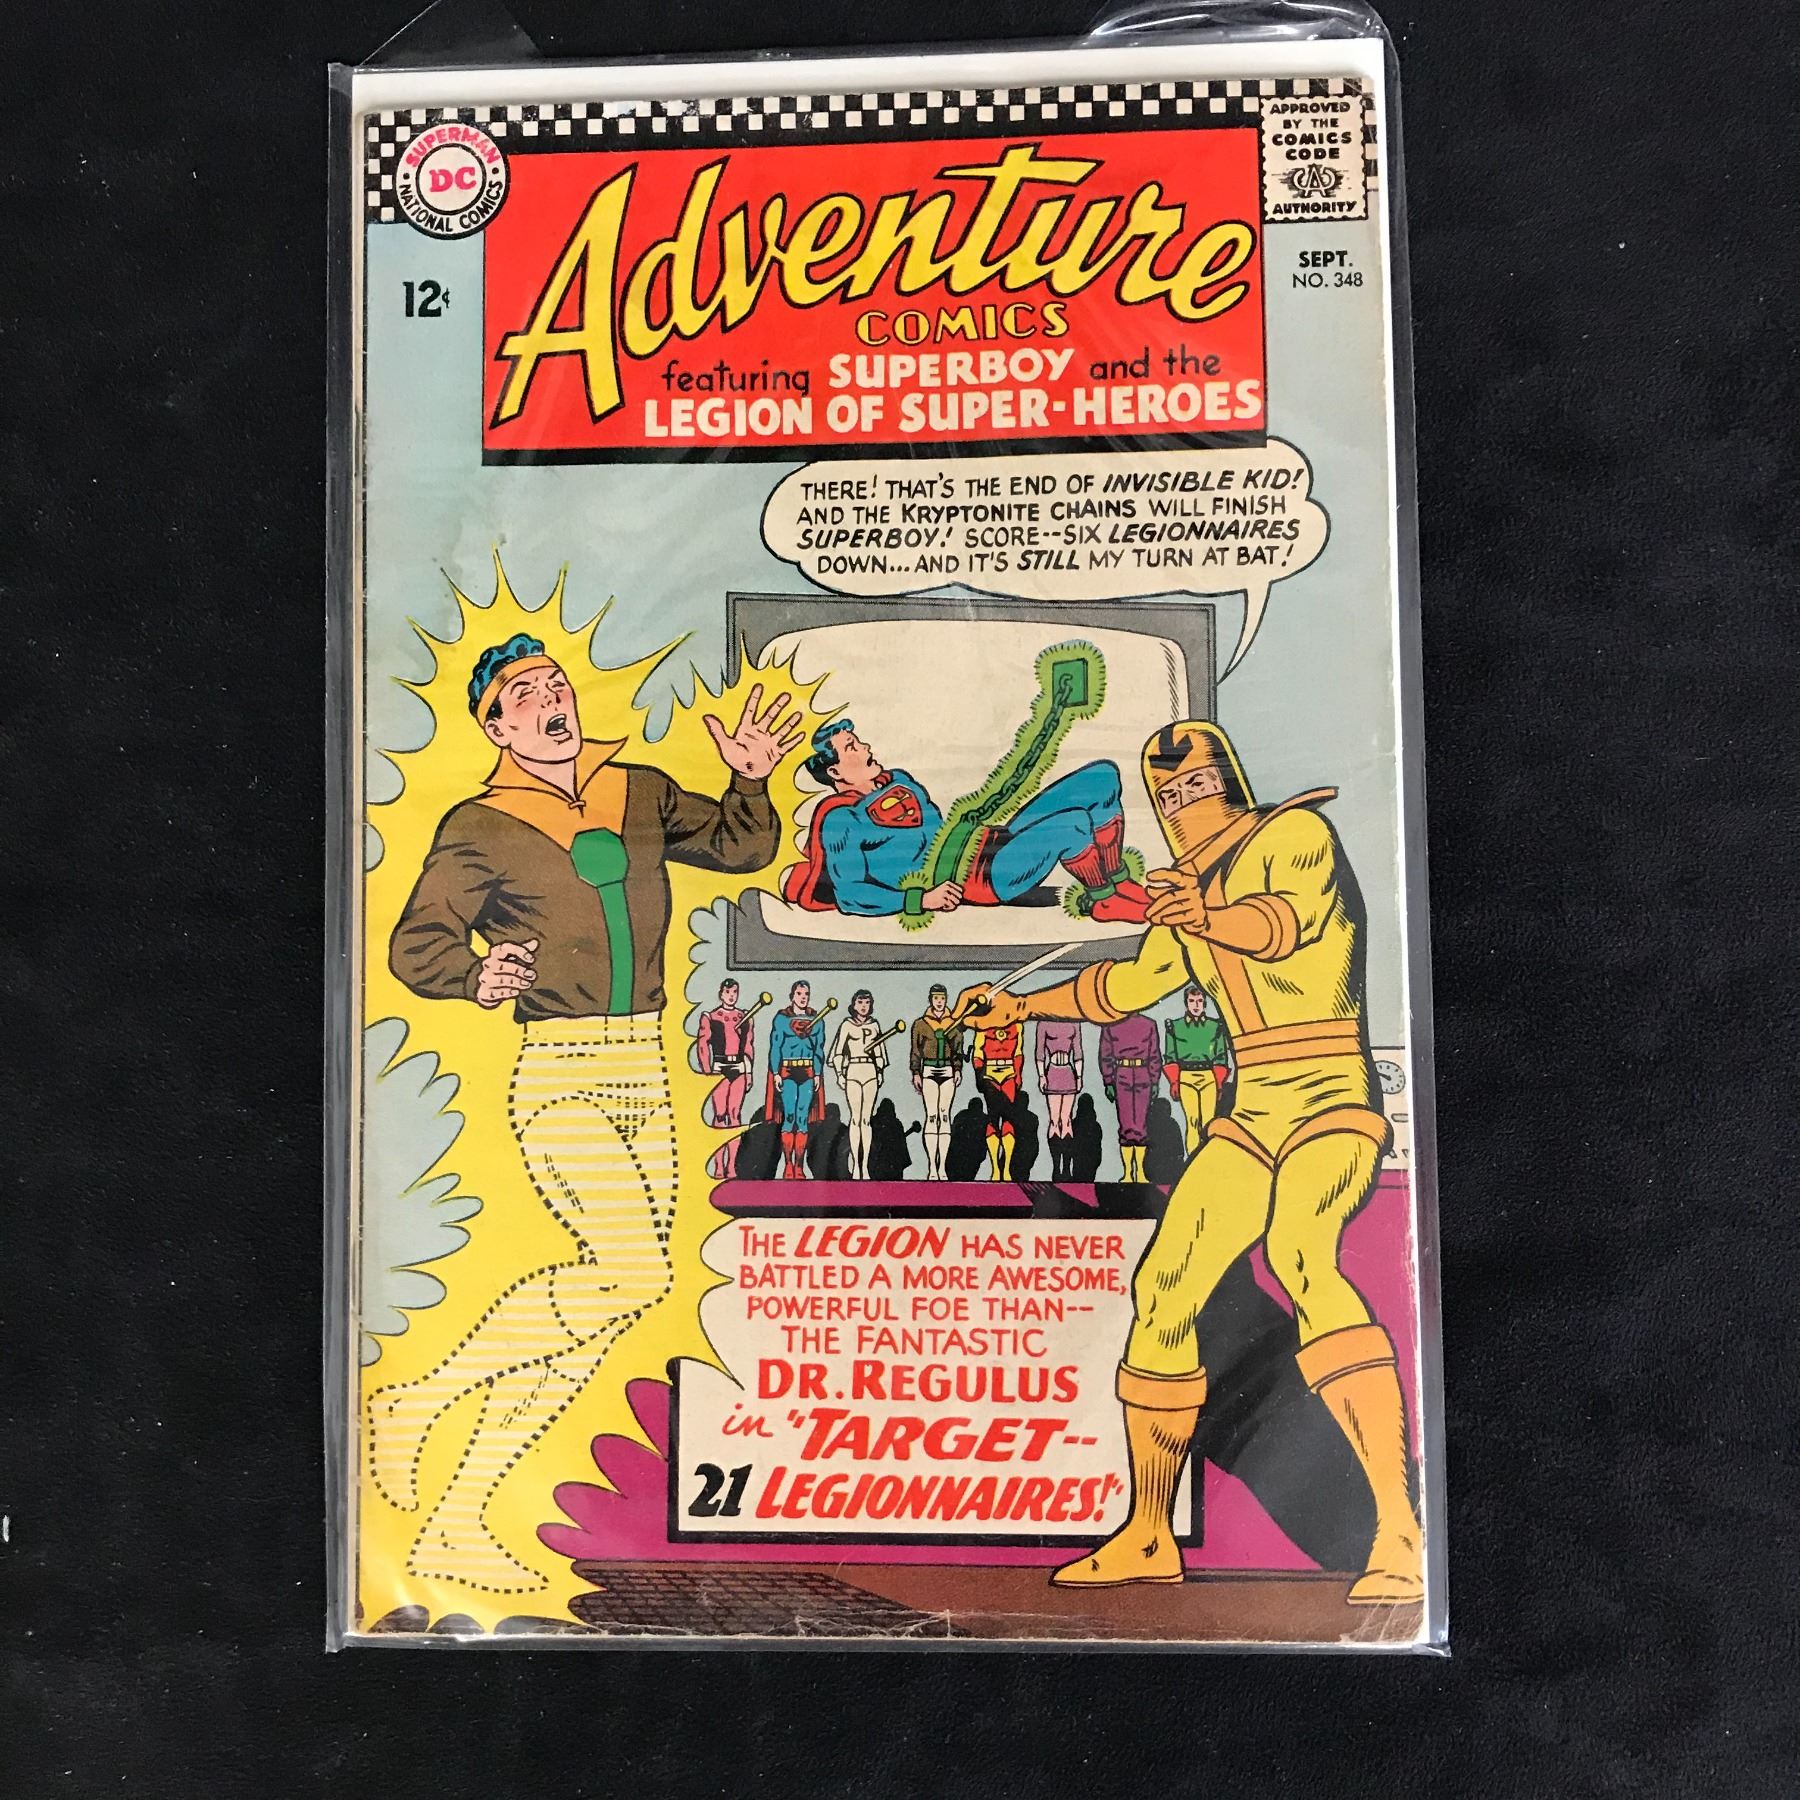 SUPERMAN
DC
NATIONAL COMICS
APPROVED
BY THE
COMICS
CODE
CA
AUTHORITY
12¢
SEPT.
NO. 348
Adventure
COMICS
featuring SUPERBOY and the
LEGION OF SUPER-HEROES
THERE! THAT'S THE END OF INVISIBLE KID!
AND THE KRYPTONITE CHAINS WILL FINISH
SUPERBOY! SCORE--SIX LEGIONNAIRES
DOWN...AND IT'S STILL MY TURN AT BAT!
S
P
THE LEGION HAS NEVER
BATTLED A MORE AWESOME,
POWERFUL FOE THAN--
THE FANTASTIC
DR. REGULUS
in "TARGET--
21 LEGIONNAIRES!"